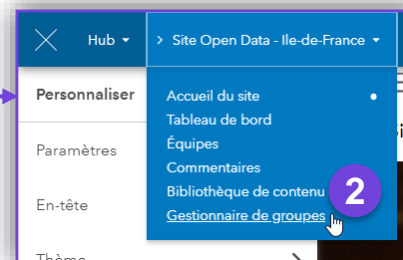 Hub
> Site Open Data - Ile-de-France
Personnaliser
Accueil du site
Tableau de bord
Équipes
Paramètres
Commentaires
Bibliothèque de contenu
2
En-tête
Gestionnaire de groupes
Thème